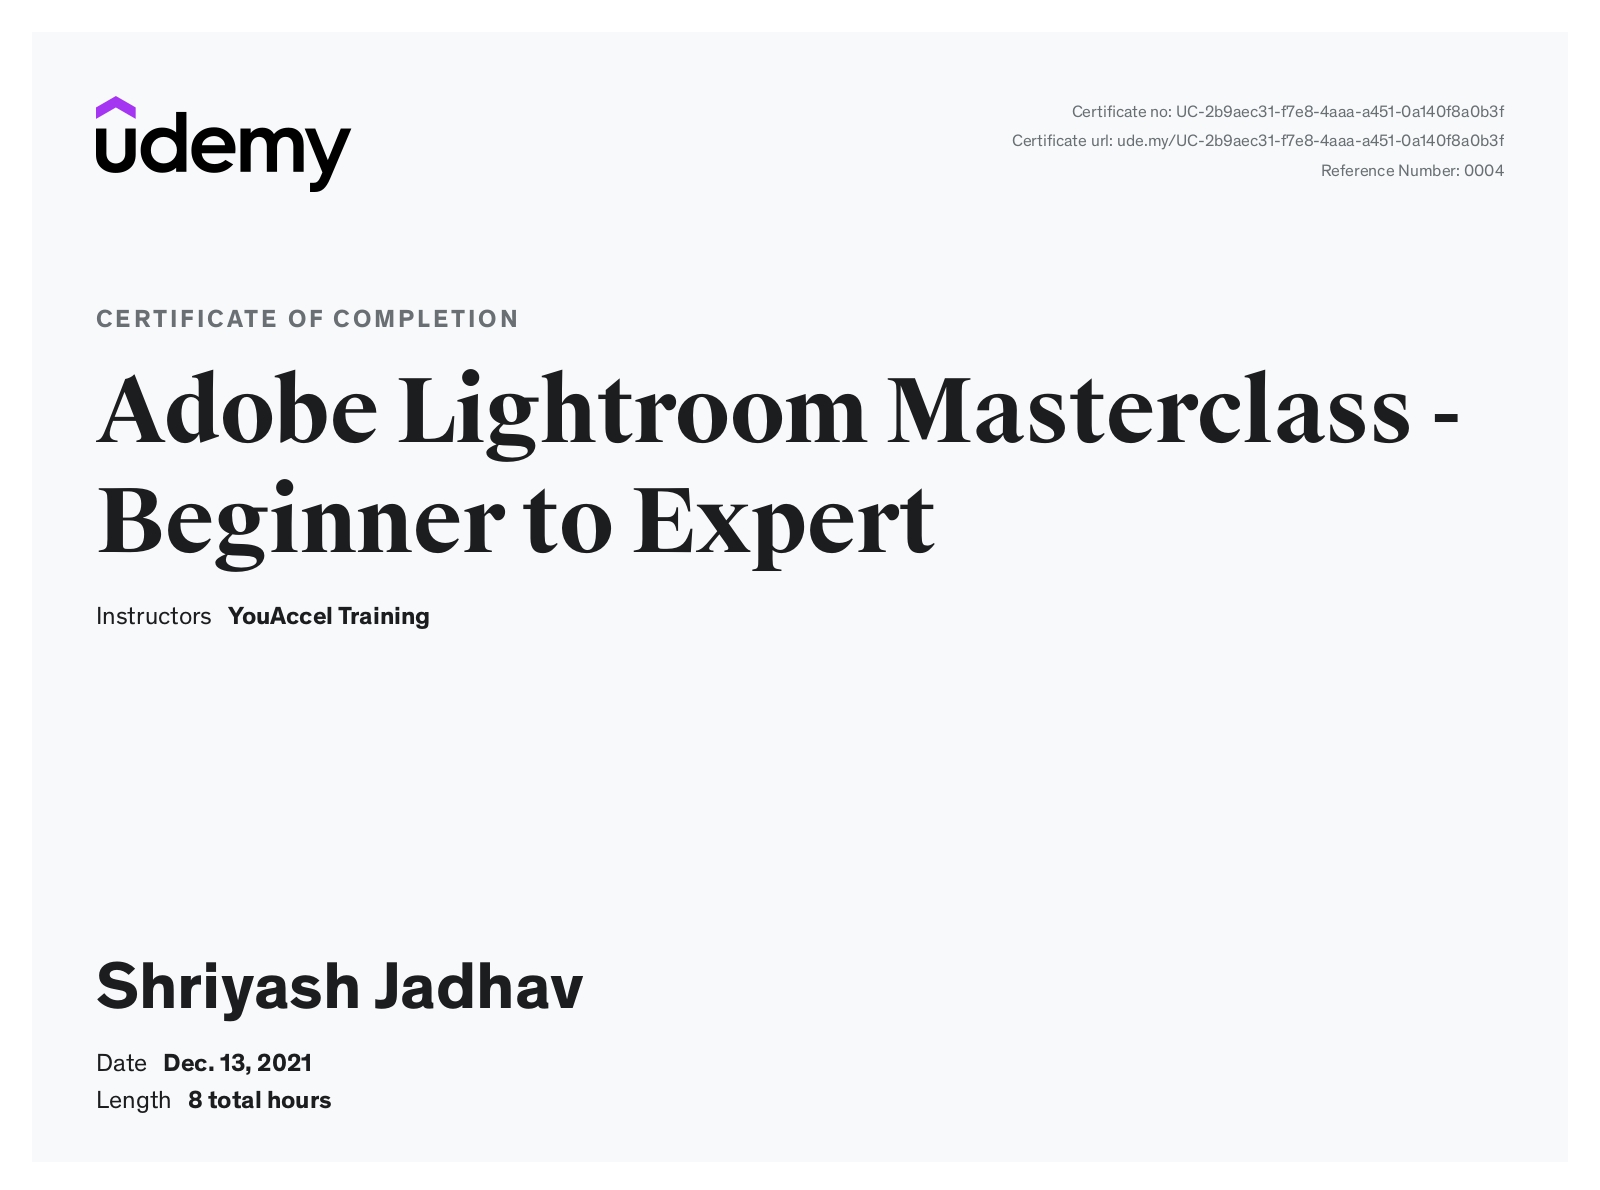 udemy
Certificate no: UC-2b9aec31-f7e8-4aaa-a451-0a140f8a0b3f
Certificate url: ude.my/UC-2b9aec31-f7e8-4aaa-a451-0a140f8a0b3f
Reference Number: 0004
CERTIFICATE OF COMPLETION
Adobe Lightroom Masterclass -
Beginner to Expert
Instructors YouAccel Training
Shriyash Jadhav
Date Dec. 13, 2021
Length 8 total hours